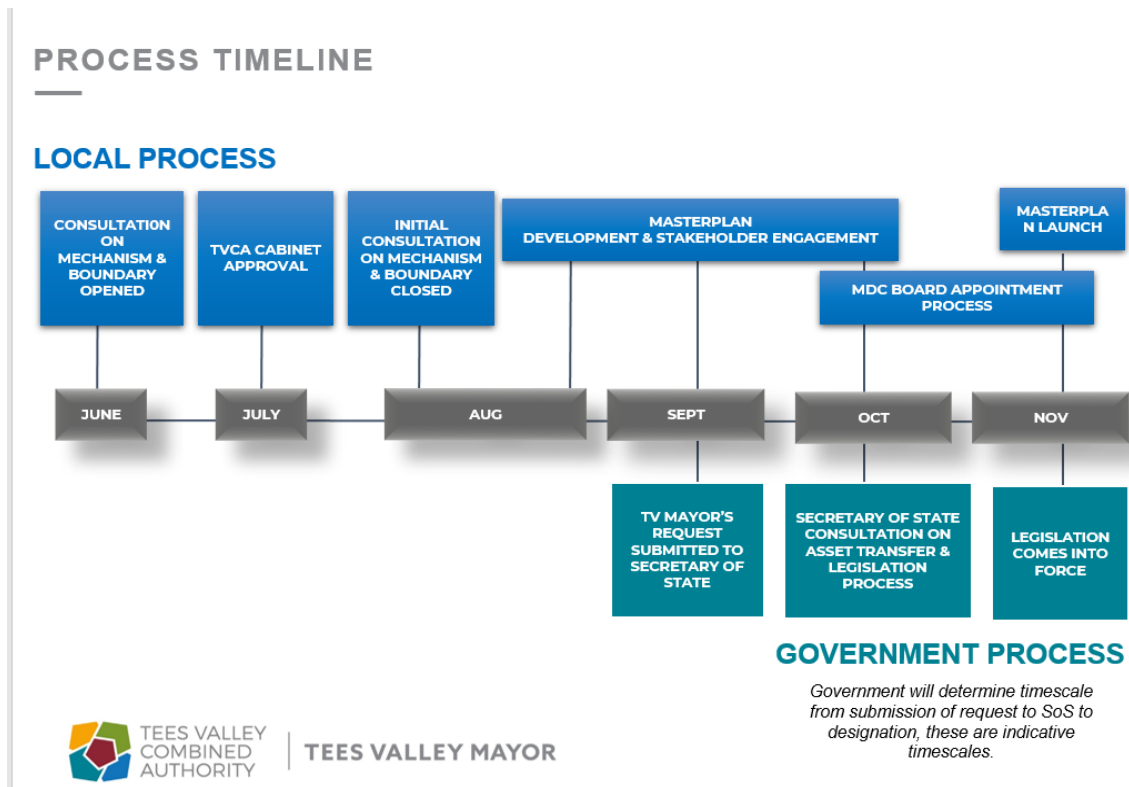 PROCESS TIMELINE
LOCAL PROCESS
CONSULTATION
ON
MECHANISM &
BOUNDARY
OPENED
TVCA CABINET
APPROVAL
INITIAL
CONSULTATION
ON MECHANISM
& BOUNDARY
CLOSED
MASTERPLAN
DEVELOPMENT & STAKEHOLDER ENGAGEMENT
MASTERPLA
N LAUNCH
MDC BOARD APPOINTMENT
PROCESS
JUNE
JULY
AUG
SEPT
OCT
NOV
TV MAYOR'S
REQUEST
SUBMITTED TO
SECRETARY OF
STATE
SECRETARY OF STATE
CONSULTATION ON
ASSET TRANSFER &
LEGISLATION
PROCESS
LEGISLATION
COMES INTO
FORCE
GOVERNMENT PROCESS
Government will determine timescale
from submission of request to SoS to
designation, these are indicative
timescales.
TEES VALLEY
COMBINED
AUTHORITY
TEES VALLEY MAYOR